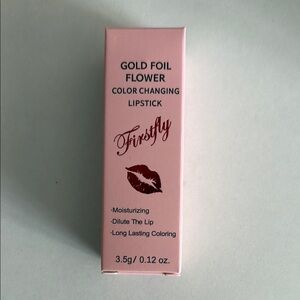 GOLD FOIL
FLOWER
COLOR CHANGING
LIPSTICK
Firstfly
·Moisturizing
·Dilute The Lip
·Long Lasting Coloring
3.5g/ 0.12 oz.